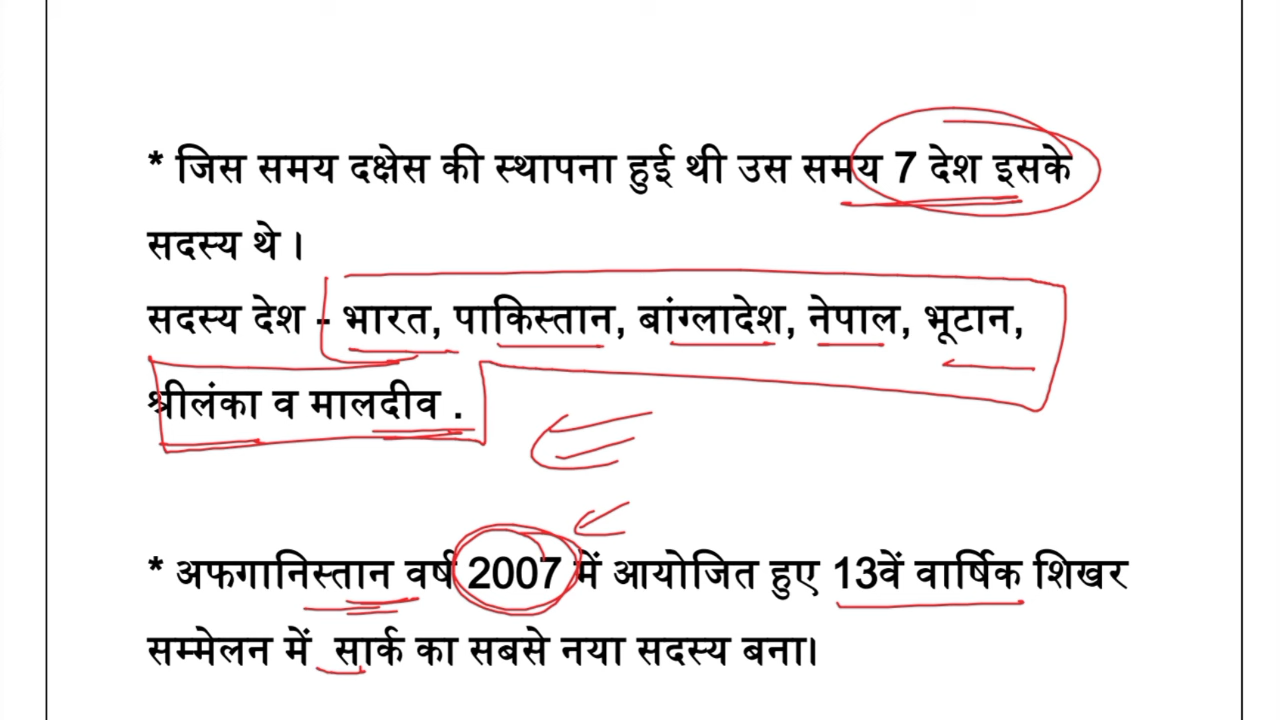 * जिस समय दक्षेस की स्थापना हुई थी उस समय 7 देश इसके
सदस्य थे ।
सदस्य देश - भारत, पाकिस्तान, बांग्लादेश, नेपाल, भूटान,
श्रीलंका व मालदीव .
* अफगानिस्तान वर्ष 2007 में आयोजित हुए 13वें वार्षिक शिखर
सम्मेलन में सार्क का सबसे नया सदस्य बना।